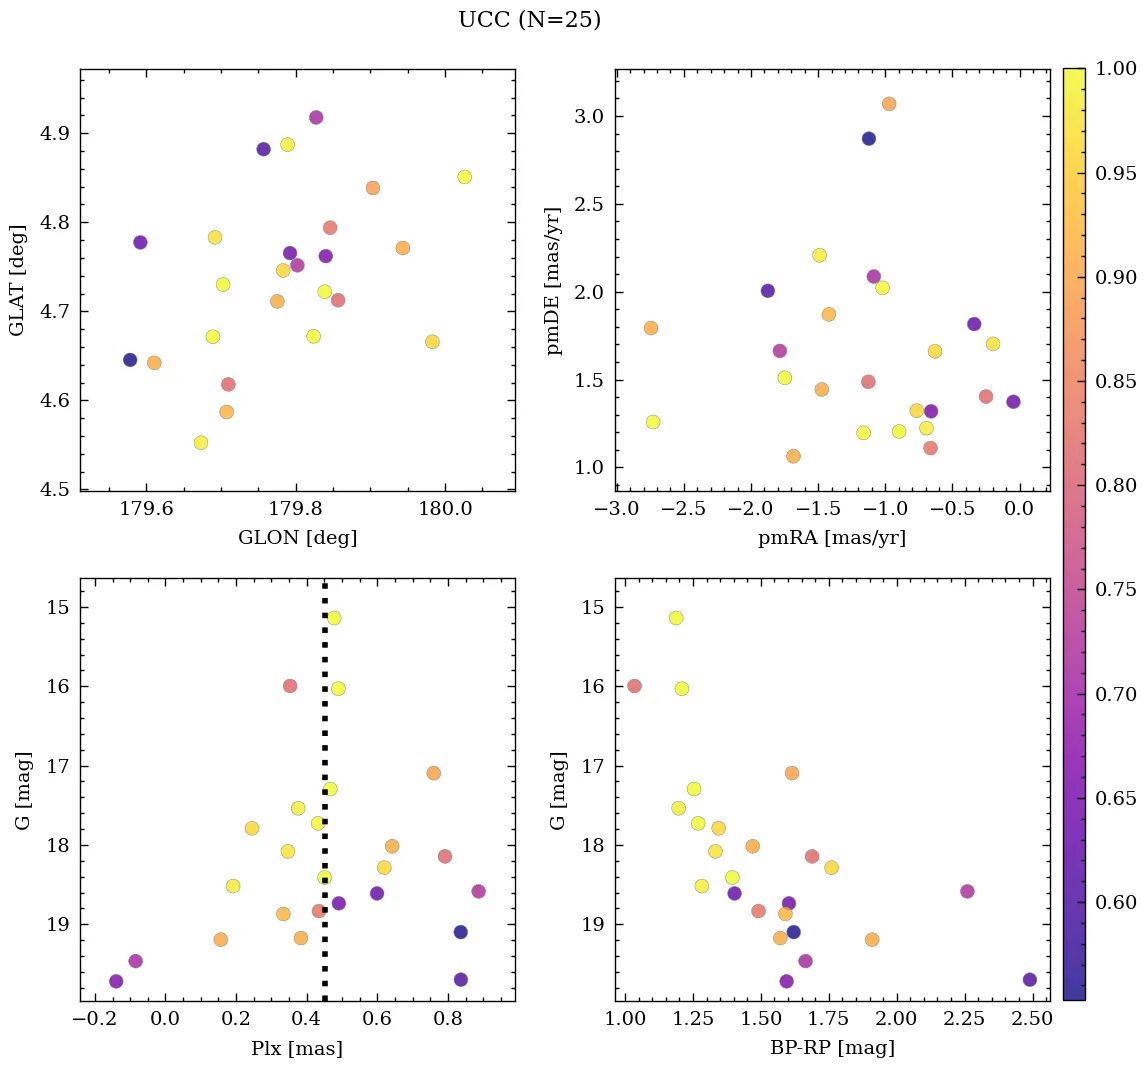 UCC (N=25)
4.9
4.8
4.7
4.6
4.5
GLAT [deg]
179.6 179.8 180.0
GLON [deg]
3.0
2.5
2.0
1.5
1.0
pmDE [mas/yr]
−3.0 −2.5 −2.0 −1.5 −1.0 −0.5 0.0
pmRA [mas/yr]
15
16
17
18
19
G [mag]
−0.2 0.0 0.2 0.4 0.6 0.8
Plx [mas]
15
16
17
18
19
G [mag]
1.00 1.25 1.50 1.75 2.00 2.25 2.50
BP-RP [mag]
1.00
0.95
0.90
0.85
0.80
0.75
0.70
0.65
0.60